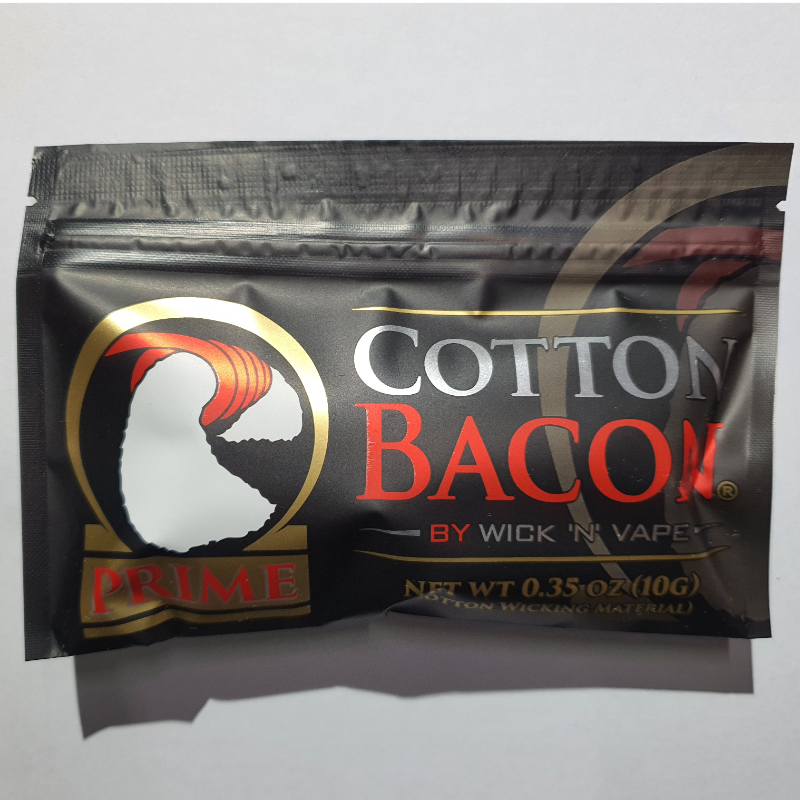 COTTON
BACON®
BY WICK 'N' VAPE
PRIME
NET WT 0.35 OZ (10G)
(COTTON WICKING MATERIAL)